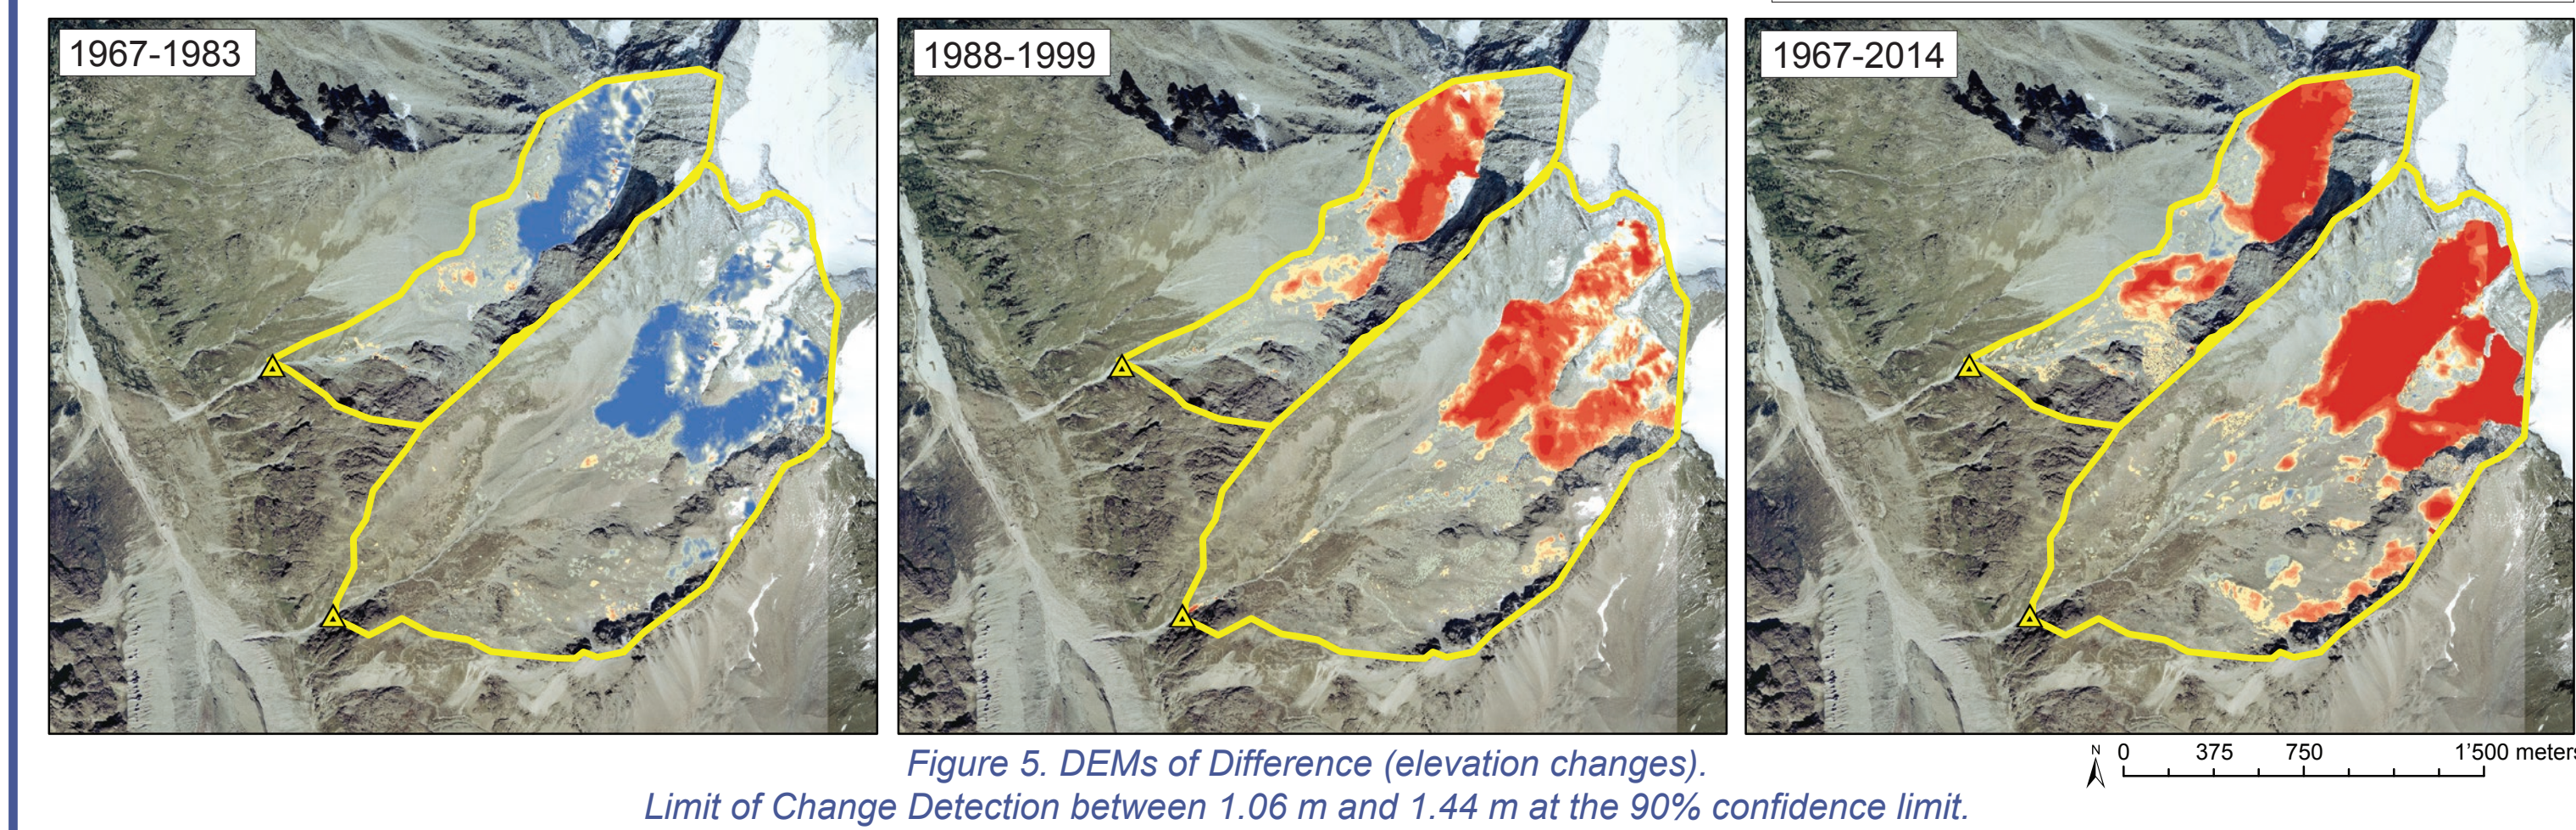 1967-1983
1988-1999
1967-2014
N 0 375 750 1'500 meters
Figure 5. DEMs of Difference (elevation changes).
Limit of Change Detection between 1.06 m and 1.44 m at the 90% confidence limit.